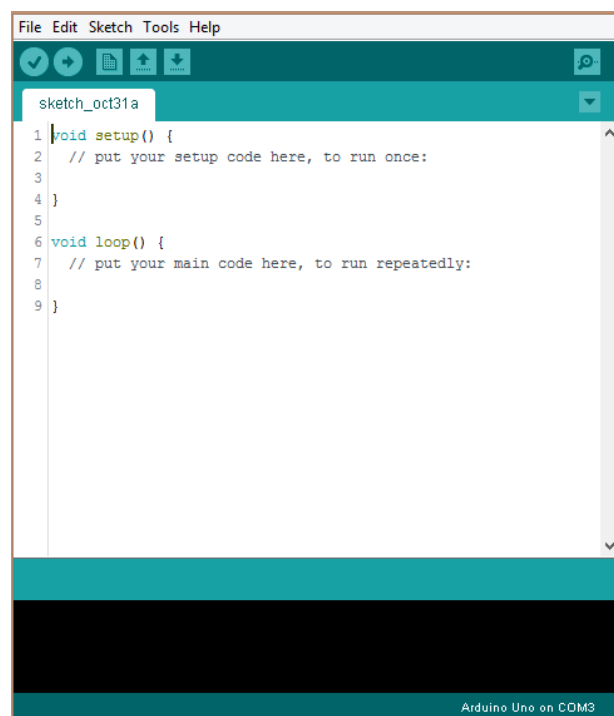 File Edit Sketch Tools Help
sketch_oct31a
1 void setup() {
2   // put your setup code here, to run once:
3
4 }
5
6 void loop() {
7   // put your main code here, to run repeatedly:
8
9 }
Arduino Uno on COM3